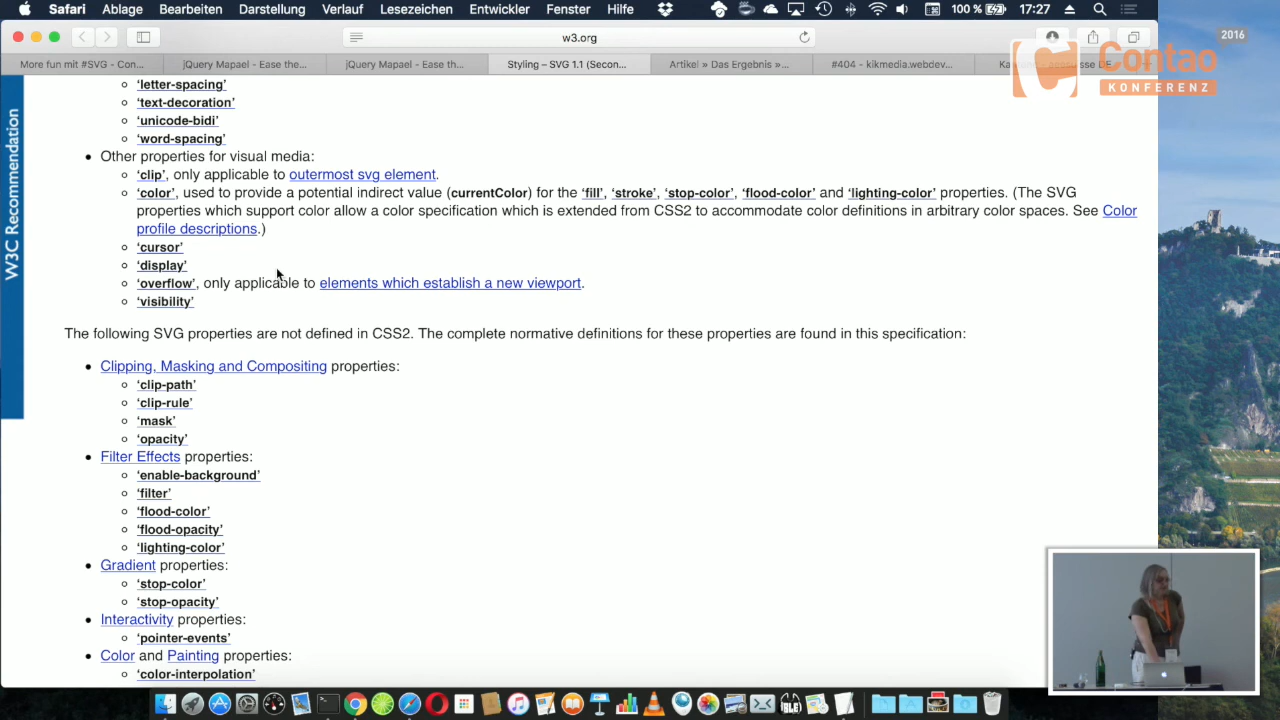 Safari Ablage Bearbeiten Darstellung Verlauf Lesezeichen Entwickler Fenster Hilfe 100 % 17:27
w3.org
2016
More fun mit #SVG - Con...
jQuery Mapael - Ease the...
jQuery Mapael - Ease th...
Styling – SVG 1.1 (Secon...
Artikel » Das Ergebnis »...
#404 - kikmedia.webdev...
Contao
KONFERENZ
W3C Recommendation
‘letter-spacing’
‘text-decoration’
‘unicode-bidi’
‘word-spacing’
Other properties for visual media:
‘clip’, only applicable to outermost svg element.
‘color’, used to provide a potential indirect value (currentColor) for the ‘fill’, ‘stroke’, ‘stop-color’, ‘flood-color’ and ‘lighting-color’ properties. (The SVG
properties which support color allow a color specification which is extended from CSS2 to accommodate color definitions in arbitrary color spaces. See Color
profile descriptions.)
‘cursor’
‘display’
‘overflow’, only applicable to elements which establish a new viewport.
‘visibility’
The following SVG properties are not defined in CSS2. The complete normative definitions for these properties are found in this specification:
Clipping, Masking and Compositing properties:
‘clip-path’
‘clip-rule’
‘mask’
‘opacity’
Filter Effects properties:
‘enable-background’
‘filter’
‘flood-color’
‘flood-opacity’
‘lighting-color’
Gradient properties:
‘stop-color’
‘stop-opacity’
Interactivity properties:
‘pointer-events’
Color and Painting properties:
‘color-interpolation’